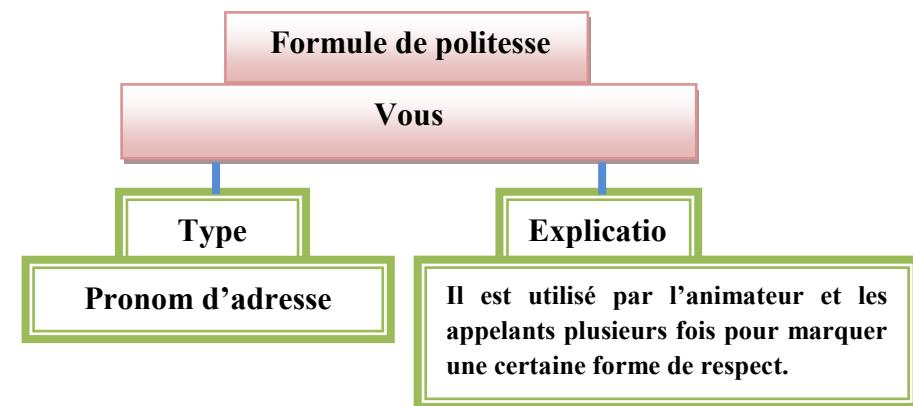 Formule de politesse
Vous
Type
Explicatio
Pronom d’adresse
Il est utilisé par l’animateur et les
appelants plusieurs fois pour marquer
une certaine forme de respect.